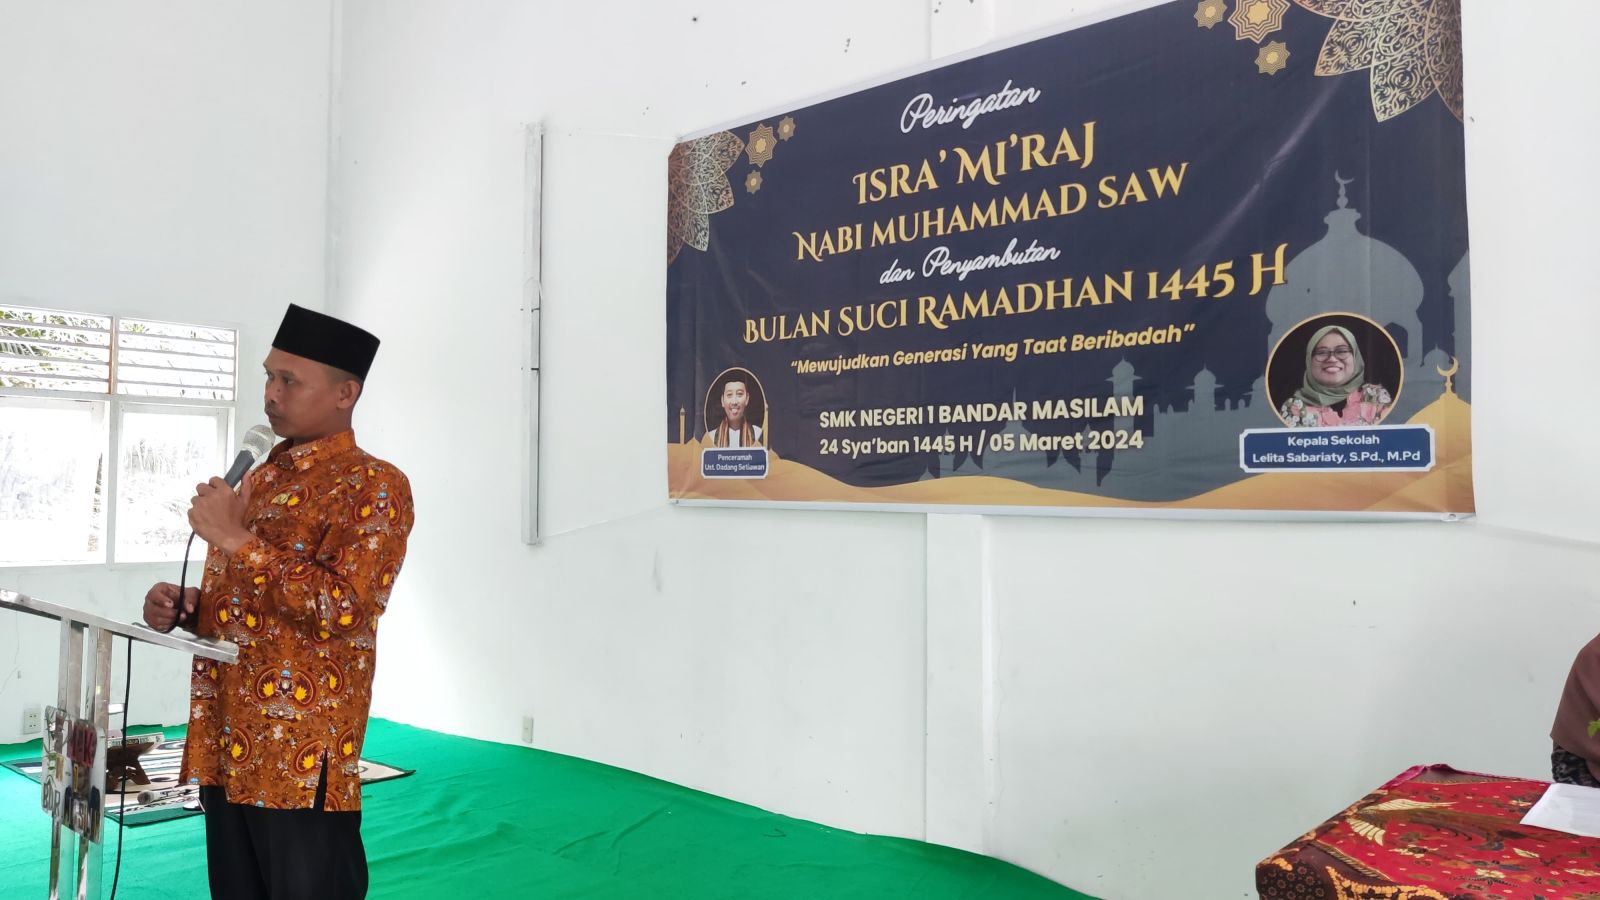 Peringatan
ISRA' MI'RAJ
NABI MUHAMMAD SAW
dan Penyambutan
BULAN SUCI RAMADHAN 1445 H
"Mewujudkan Generasi Yang Taat Beribadah"
SMK NEGERI 1 BANDAR MASILAM
24 Sya'ban 1445 H / 05 Maret 2024
Penceramah
Ust. Dadang Setiawan
Kepala Sekolah
Lelita Sabariaty, S.Pd., M.Pd